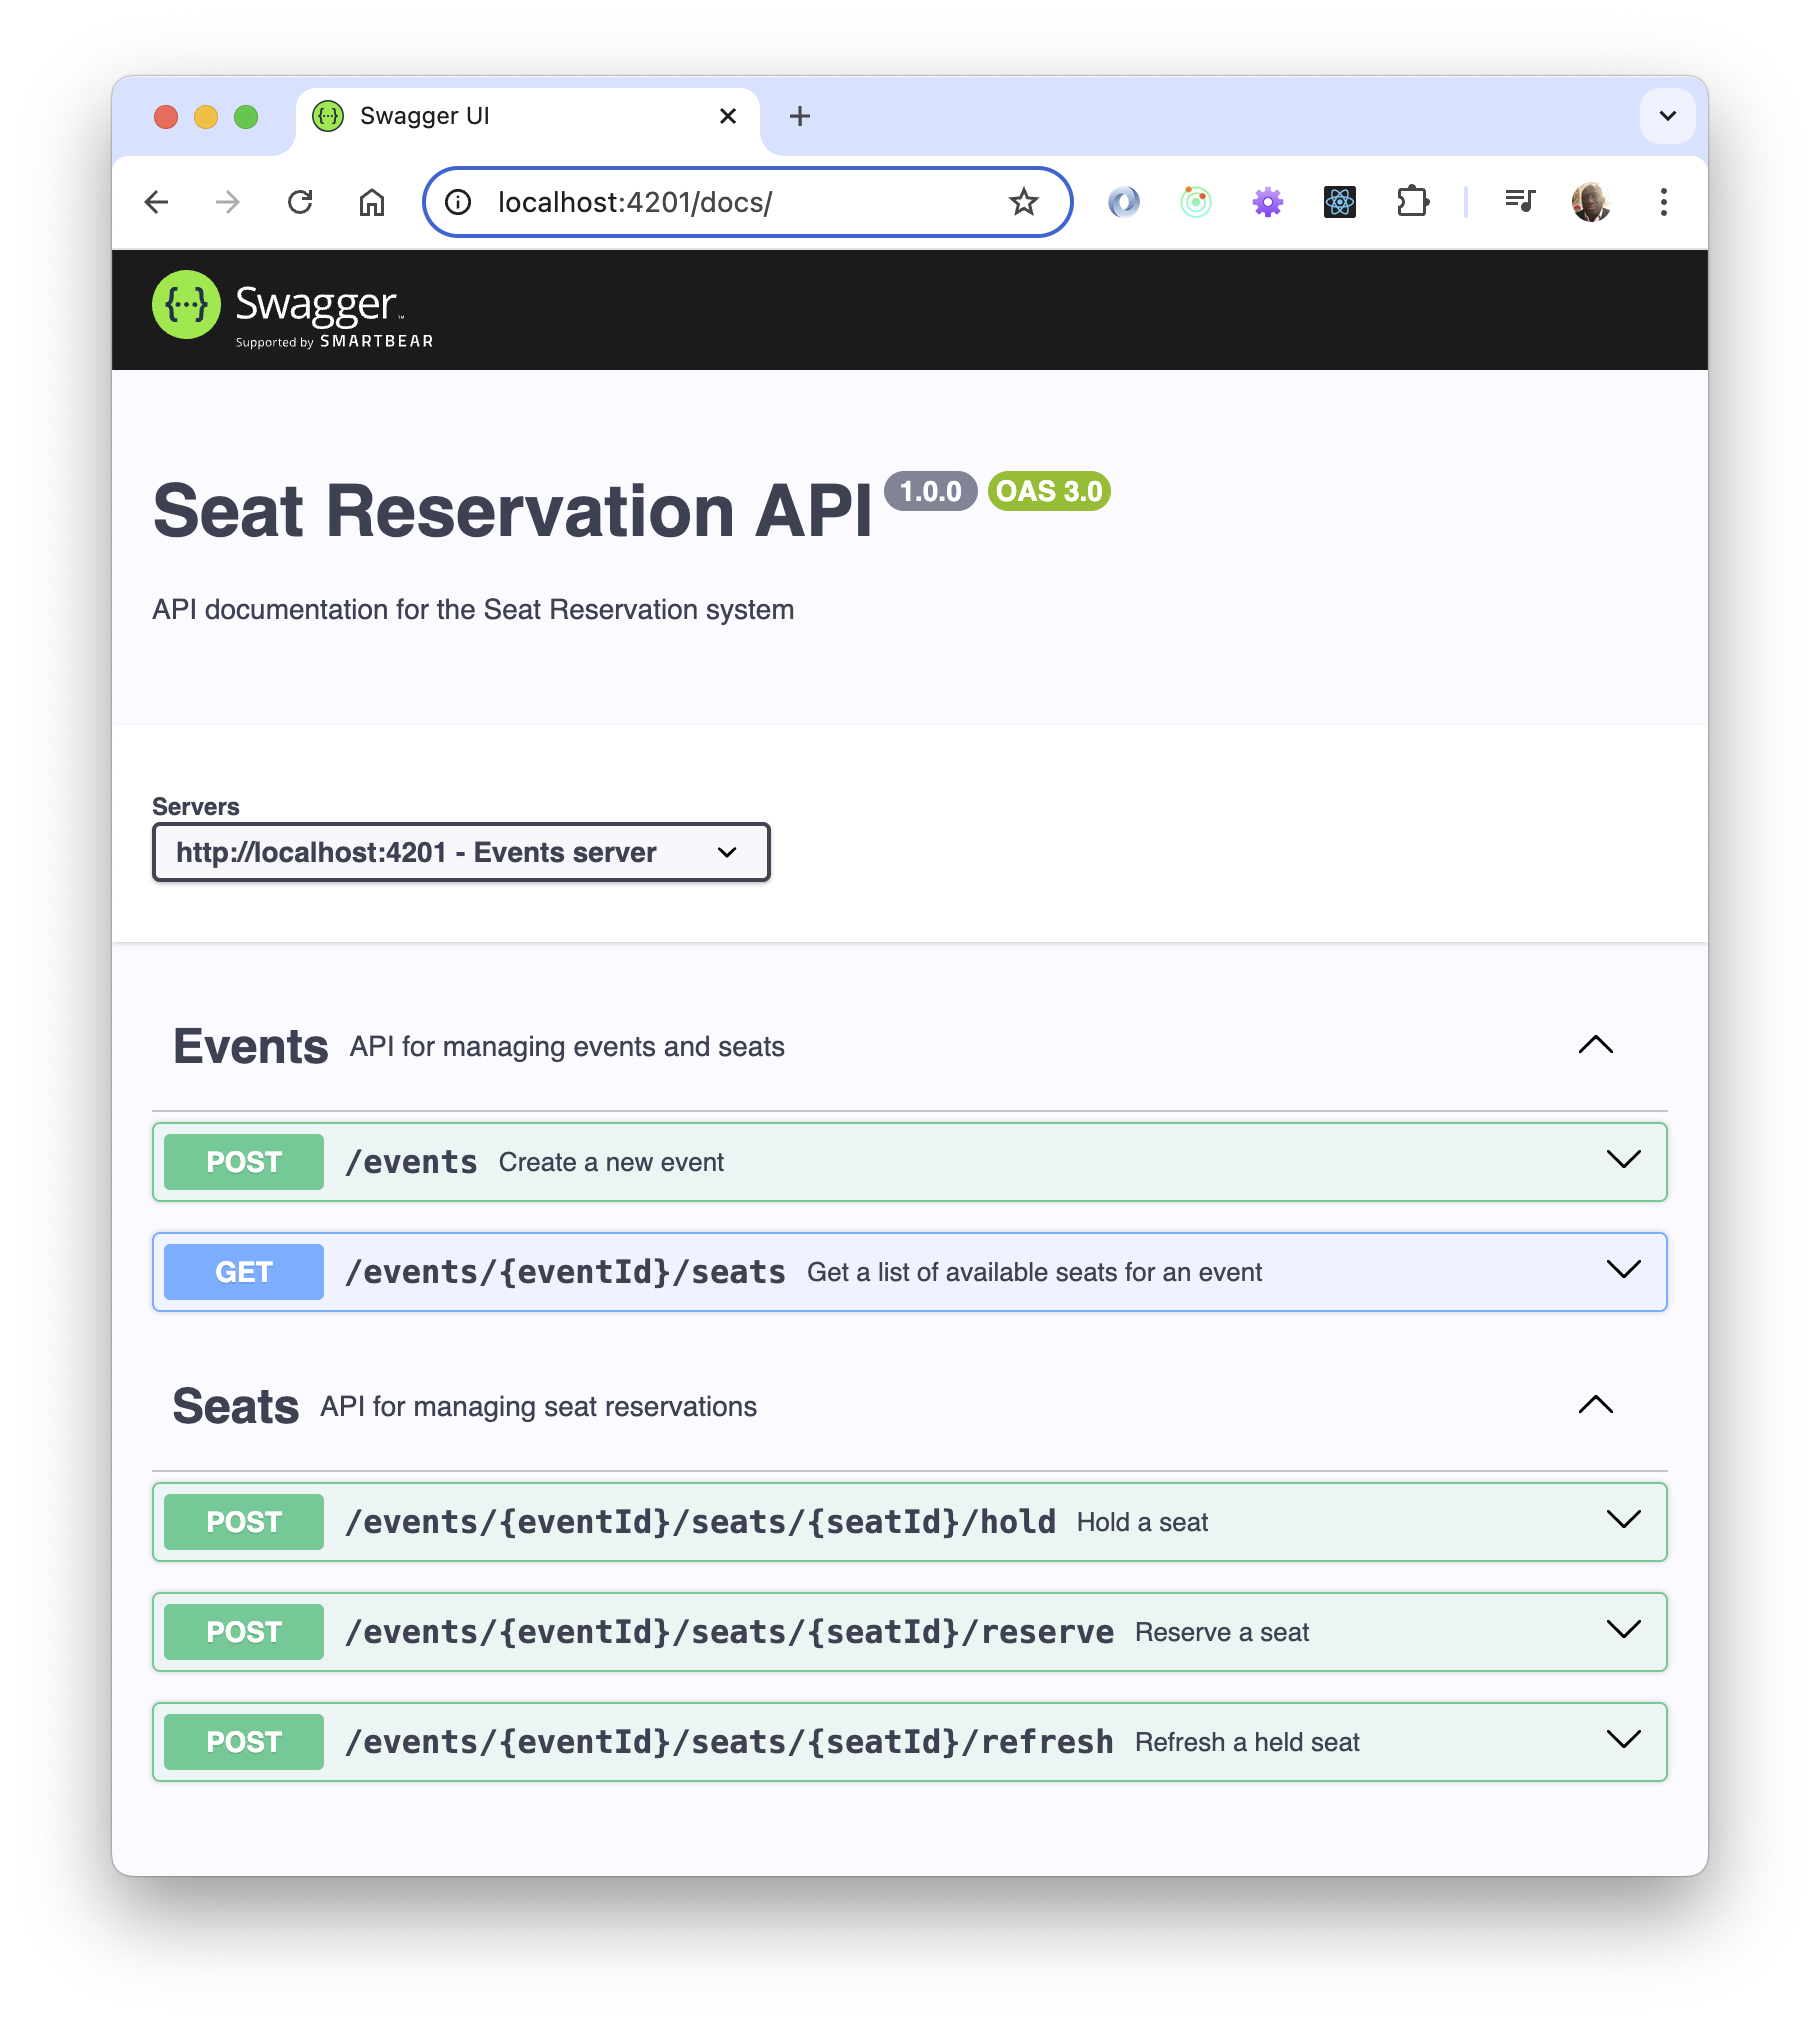 Swagger UI
localhost:4201/docs/
{···} Swagger™
Supported by SMARTBEAR
Seat Reservation API 1.0.0 OAS 3.0
API documentation for the Seat Reservation system
Servers
http://localhost:4201 - Events server
Events API for managing events and seats
POST /events Create a new event
GET /events/{eventId}/seats Get a list of available seats for an event
Seats API for managing seat reservations
POST /events/{eventId}/seats/{seatId}/hold Hold a seat
POST /events/{eventId}/seats/{seatId}/reserve Reserve a seat
POST /events/{eventId}/seats/{seatId}/refresh Refresh a held seat